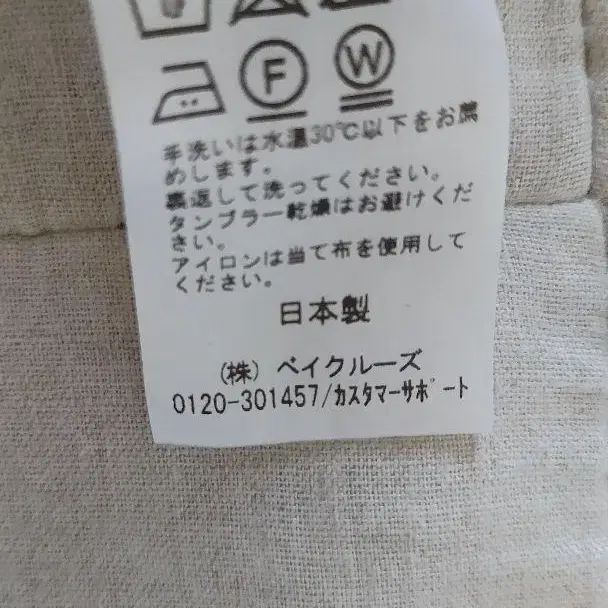 F W
手洗いは水温30℃以下をお薦
めします。
裏返して洗ってください。
タンブラー乾燥はお避けくだ
さい。
アイロンは当て布を使用して
ください。
日本製
(株) ベイクルーズ
0120-301457/ｶｽﾀﾏｰｻﾎﾟｰﾄ